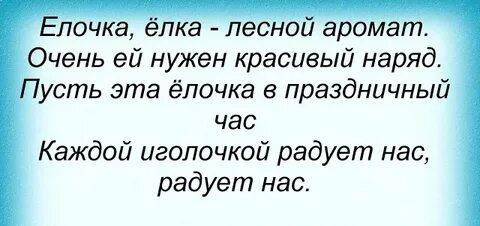 Елочка, ёлка - лесной аромат.
Очень ей нужен красивый наряд.
Пусть эта ёлочка в праздничный
час
Каждой иголочкой радует нас,
радует нас.